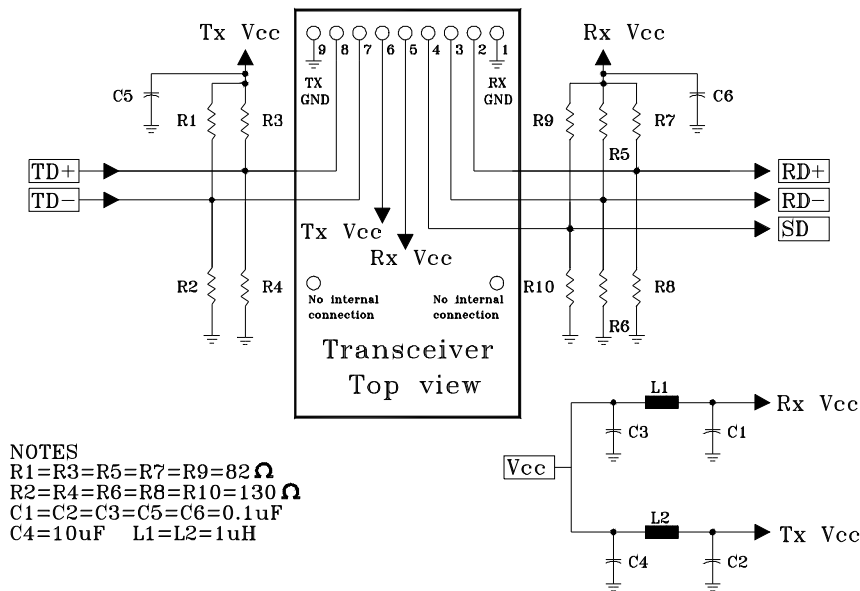 Tx Vcc
Rx Vcc
9 8 7 6 5 4 3 2 1
TX
GND
RX
GND
C5
C6
R1
R3
R9
R5
R7
TD+
TD-
RD+
RD-
SD
Tx Vcc
Rx Vcc
R2
R4
R10
R6
R8
No internal
connection
No internal
connection
Transceiver
Top view
L1
Rx Vcc
C3
C1
Vcc
L2
Tx Vcc
C4
C2
NOTES
R1=R3=R5=R7=R9=82Ω
R2=R4=R6=R8=R10=130Ω
C1=C2=C3=C5=C6=0.1uF
C4=10uF L1=L2=1uH